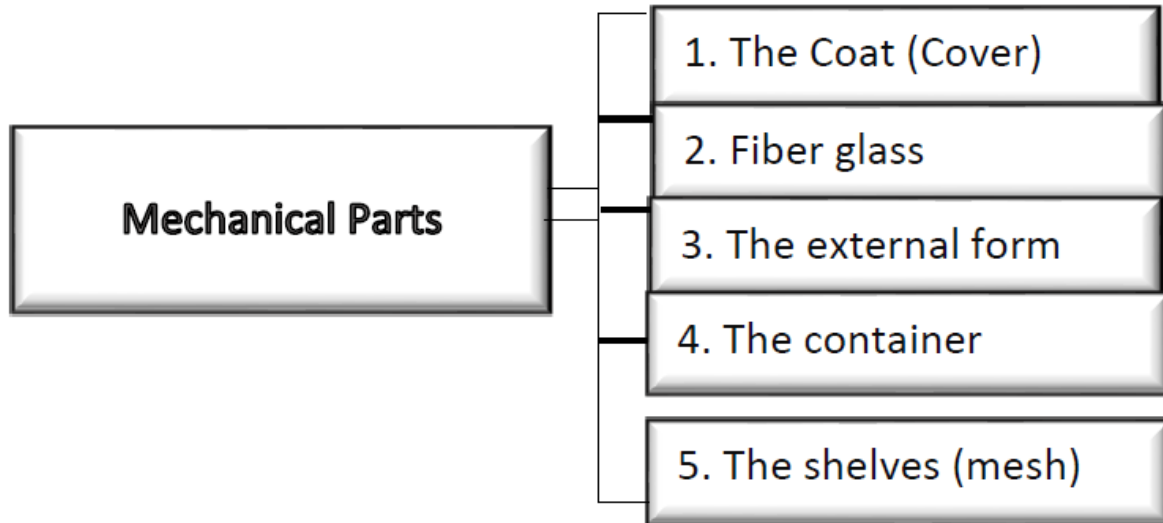 Mechanical Parts
1. The Coat (Cover)
2. Fiber glass
3. The external form
4. The container
5. The shelves (mesh)